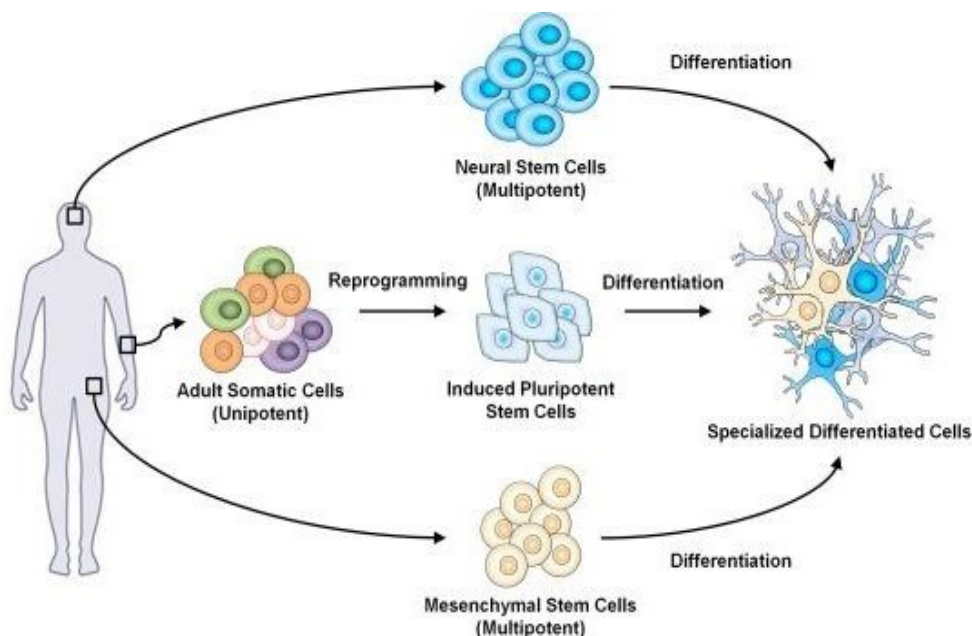 Differentiation
Neural Stem Cells
(Multipotent)
Reprogramming
Differentiation
Adult Somatic Cells
(Unipotent)
Induced Pluripotent
Stem Cells
Specialized Differentiated Cells
Differentiation
Mesenchymal Stem Cells
(Multipotent)